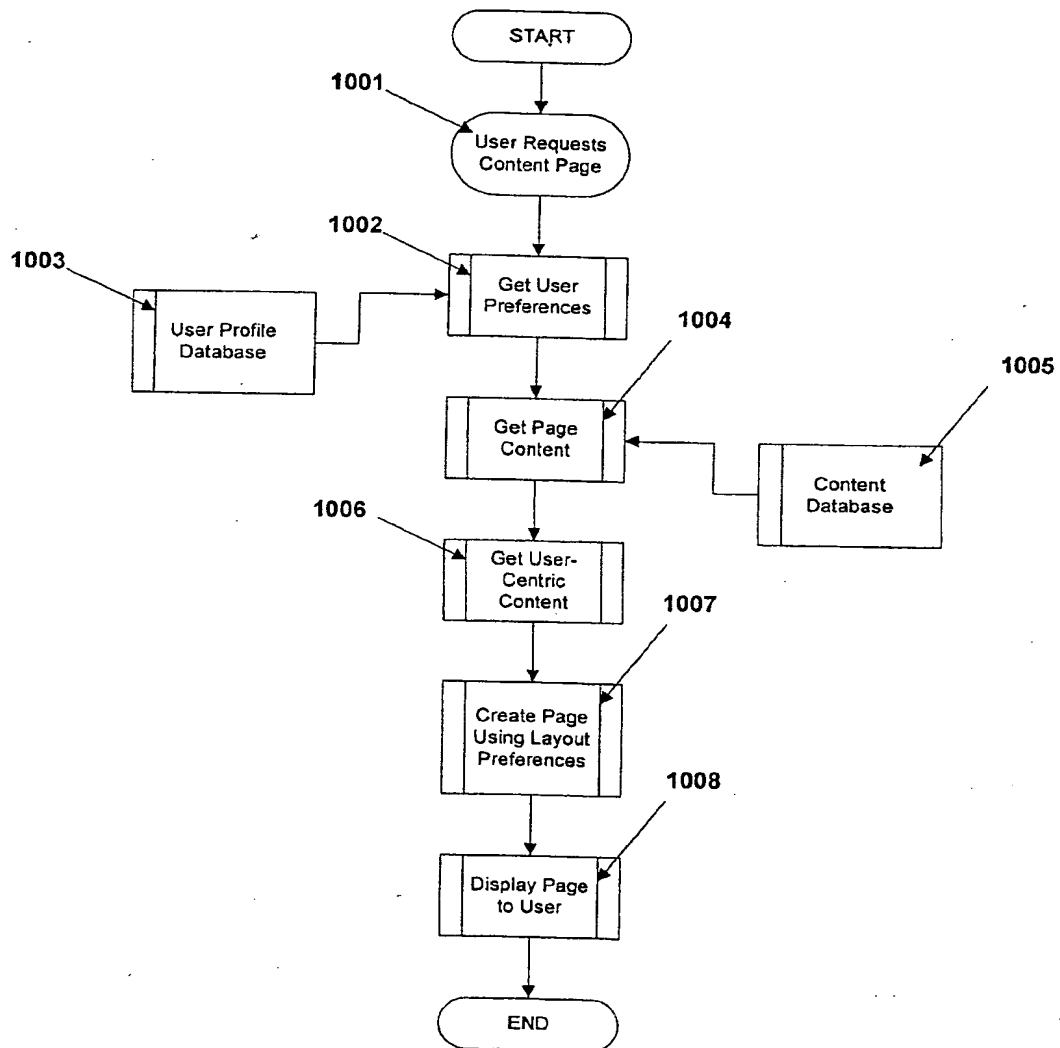 START
1001
User Requests
Content Page
1002
1003
Get User
Preferences
User Profile
Database
1004
1005
Get Page
Content
Content
Database
1006
Get User-
Centric
Content
1007
Create Page
Using Layout
Preferences
1008
Display Page
to User
END